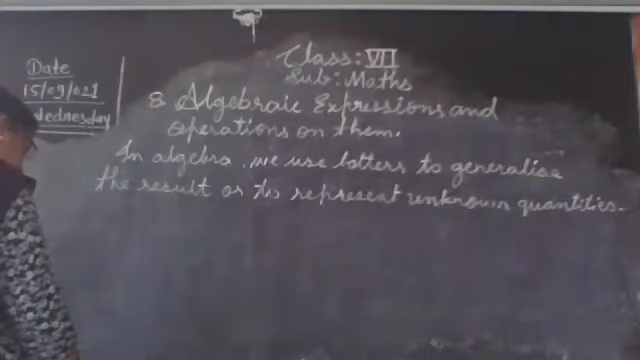 Date
15/09/021
Wednesday
Class: VII
Sub: Maths
8 Algebraic Expressions and
operations on them.
In algebra, we use letters to generalise
the result or to represent unknown quantities.